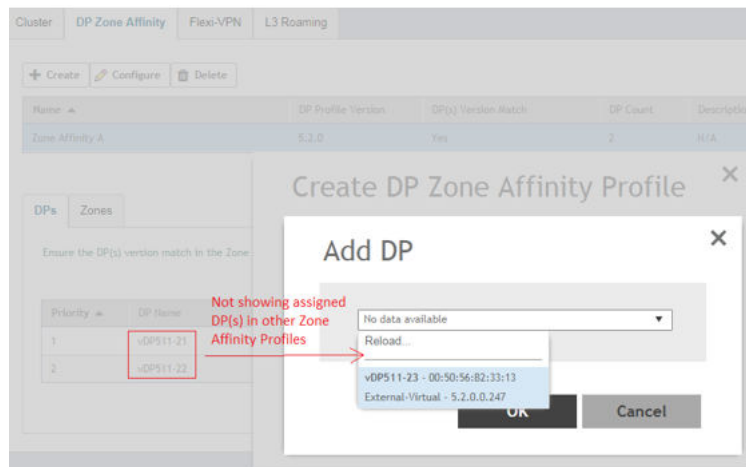 Cluster DP Zone Affinity Flexi-VPN L3 Roaming
+ Create Configure Delete
Name DP Profile Version DP(s) Version Match DP Count Descriptio
Zone Affinity A 5.2.0 Yes 2 N/A
Create DP Zone Affinity Profile ×
DPs Zones
Ensure the DP(s) version match in the Zone
Add DP ×
Priority DP Name
1 vDP511-21
2 vDP511-22
Not showing assigned
DP(s) in other Zone
Affinity Profiles
No data available
Reload...
vDP511-23 - 00:50:56:82:33:13
External-Virtual - 5.2.0.0.247
OK Cancel